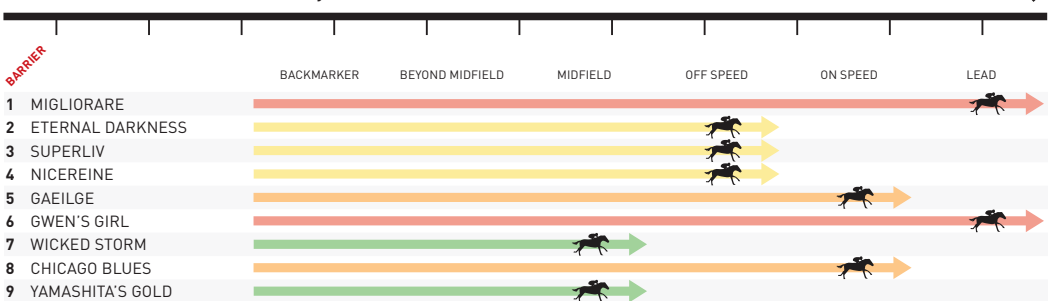 BARRIER
BACKMARKER BEYOND MIDFIELD MIDFIELD OFF SPEED ON SPEED LEAD
1 MIGLIORARE
2 ETERNAL DARKNESS
3 SUPERLIV
4 NICEREINE
5 GAEILGE
6 GWEN'S GIRL
7 WICKED STORM
8 CHICAGO BLUES
9 YAMASHITA'S GOLD